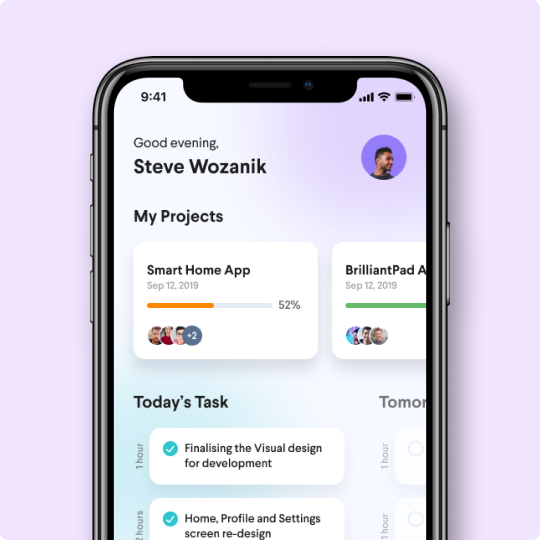 9:41
Good evening,
Steve Wozanik
My Projects
Smart Home App
Sep 12, 2019
52%
+2
BrilliantPad A
Sep 12, 2019
Today's Task
Tomor
1 hour
Finalising the Visual design
for development
1 hour
2 hours
Home, Profile and Settings
screen re-design
1 hour